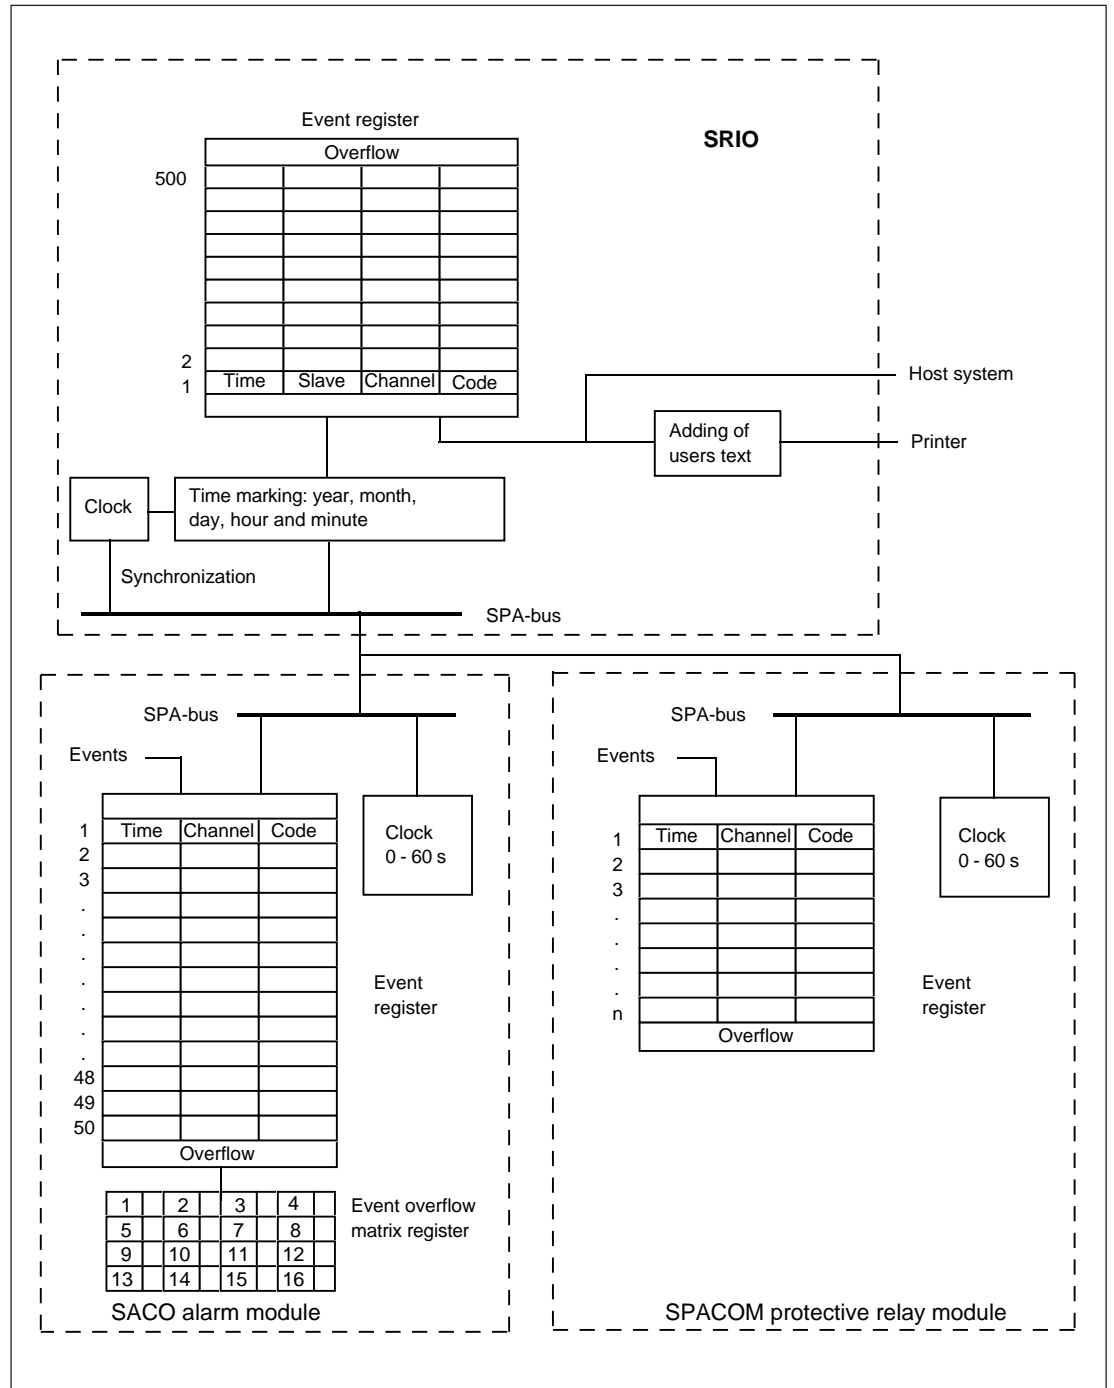 Event register
SRIO
Overflow
500
2
1
Time Slave Channel Code
Host system
Adding of
users text
Printer
Clock
Time marking: year, month,
day, hour and minute
Synchronization
SPA-bus
SPA-bus
Events
1
2
3
.
.
.
.
.
.
.
48
49
50
Time Channel Code
Clock
0 - 60 s
Event
register
Overflow
1 2 3 4
5 6 7 8
9 10 11 12
13 14 15 16
Event overflow
matrix register
SACO alarm module
SPA-bus
Events
1
2
3
.
.
.
.
n
Time Channel Code
Clock
0 - 60 s
Event
register
Overflow
SPACOM protective relay module